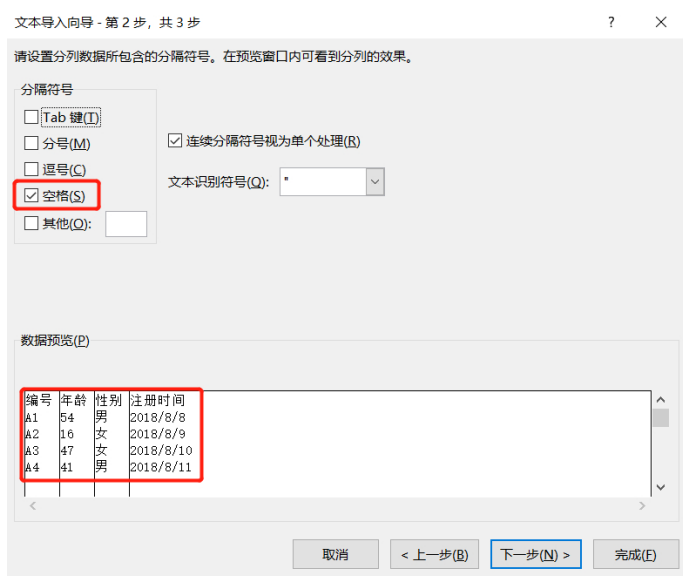 文本导入向导 - 第 2 步，共 3 步
?
请设置分列数据所包含的分隔符号。在预览窗口内可看到分列的效果。
分隔符号
Tab 键(T)
分号(M)
连续分隔符号视为单个处理(R)
逗号(C)
文本识别符号(Q): "
空格(S)
其他(O):
数据预览(P)
编号 年龄 性别 注册时间
A1 54 男 2018/8/8
A2 16 女 2018/8/9
A3 47 女 2018/8/10
A4 41 男 2018/8/11
取消 < 上一步(B) 下一步(N) > 完成(F)